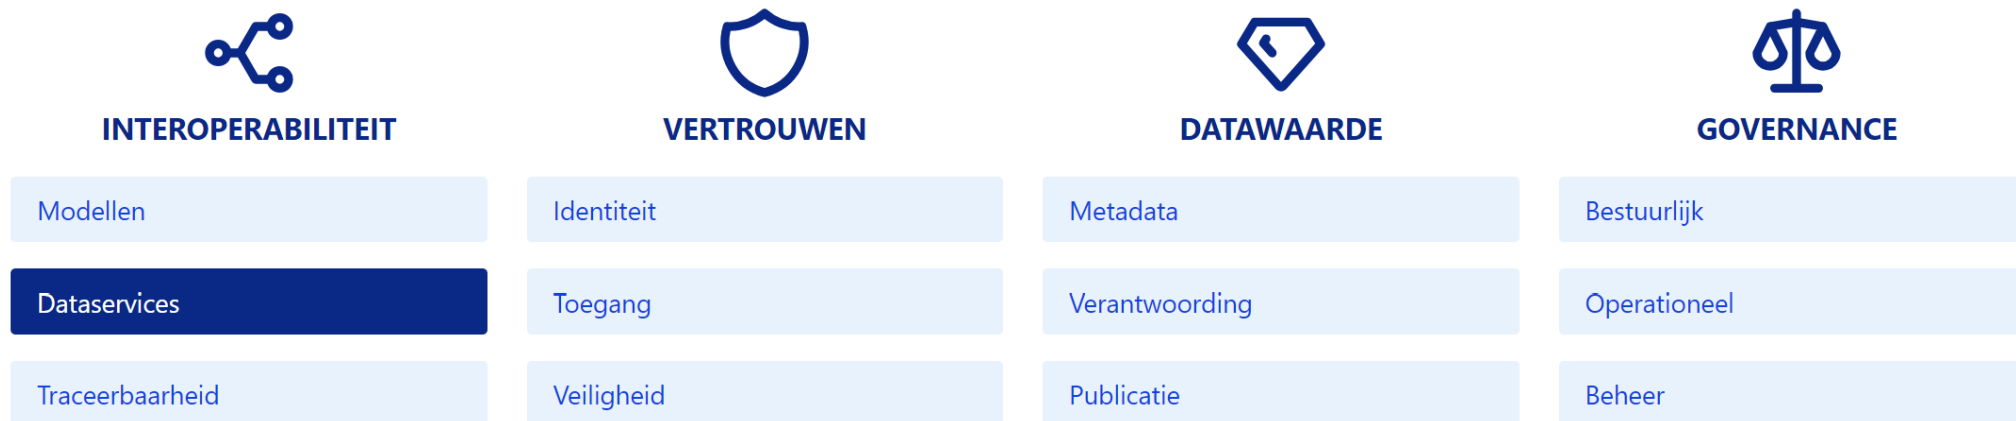 INTEROPERABILITEIT
VERTROUWEN
DATAWAARDE
GOVERNANCE
Modellen
Identiteit
Metadata
Bestuurlijk
Dataservices
Toegang
Verantwoording
Operationeel
Traceerbaarheid
Veiligheid
Publicatie
Beheer